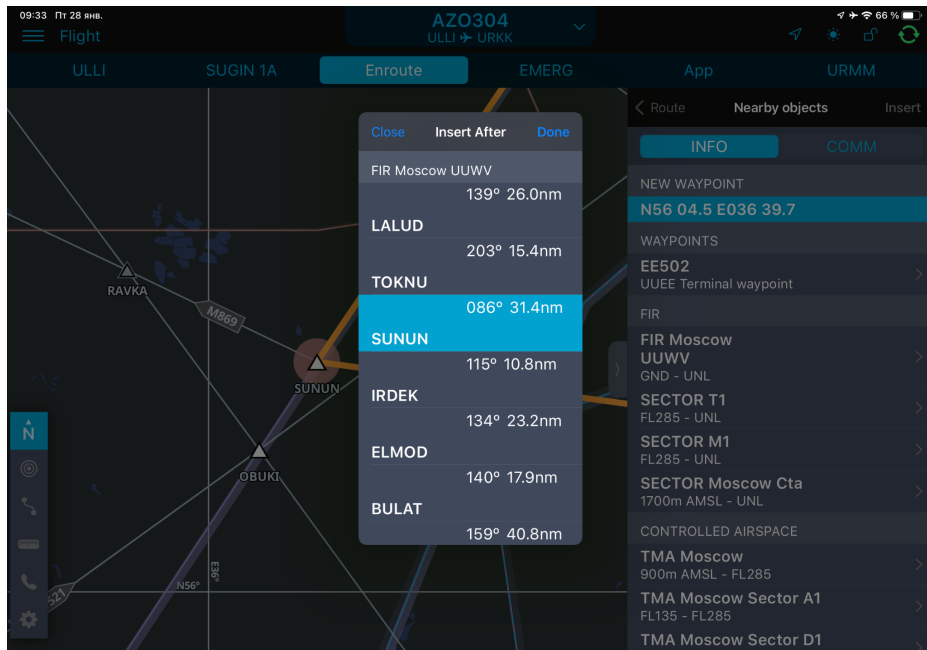 09:33 Пт 28 янв.
66 %
Flight
AZO304
ULLI ✈ URKK
ULLI
SUGIN 1A
Enroute
EMERG
App
URMM
Close
Insert After
Done
FIR Moscow UUWV
139° 26.0nm
LALUD
203° 15.4nm
TOKNU
086° 31.4nm
SUNUN
115° 10.8nm
IRDEK
134° 23.2nm
ELMOD
140° 17.9nm
BULAT
159° 40.8nm
RAVKA
M869
SUNUN
OBUKI
N
N56°
E36°
521
Route
Nearby objects
Insert
INFO
COMM
NEW WAYPOINT
N56 04.5 E036 39.7
WAYPOINTS
EE502
UUEE Terminal waypoint
FIR
FIR Moscow
UUWV
GND - UNL
SECTOR T1
FL285 - UNL
SECTOR M1
FL285 - UNL
SECTOR Moscow Cta
1700m AMSL - UNL
CONTROLLED AIRSPACE
TMA Moscow
900m AMSL - FL285
TMA Moscow Sector A1
FL135 - FL285
TMA Moscow Sector D1